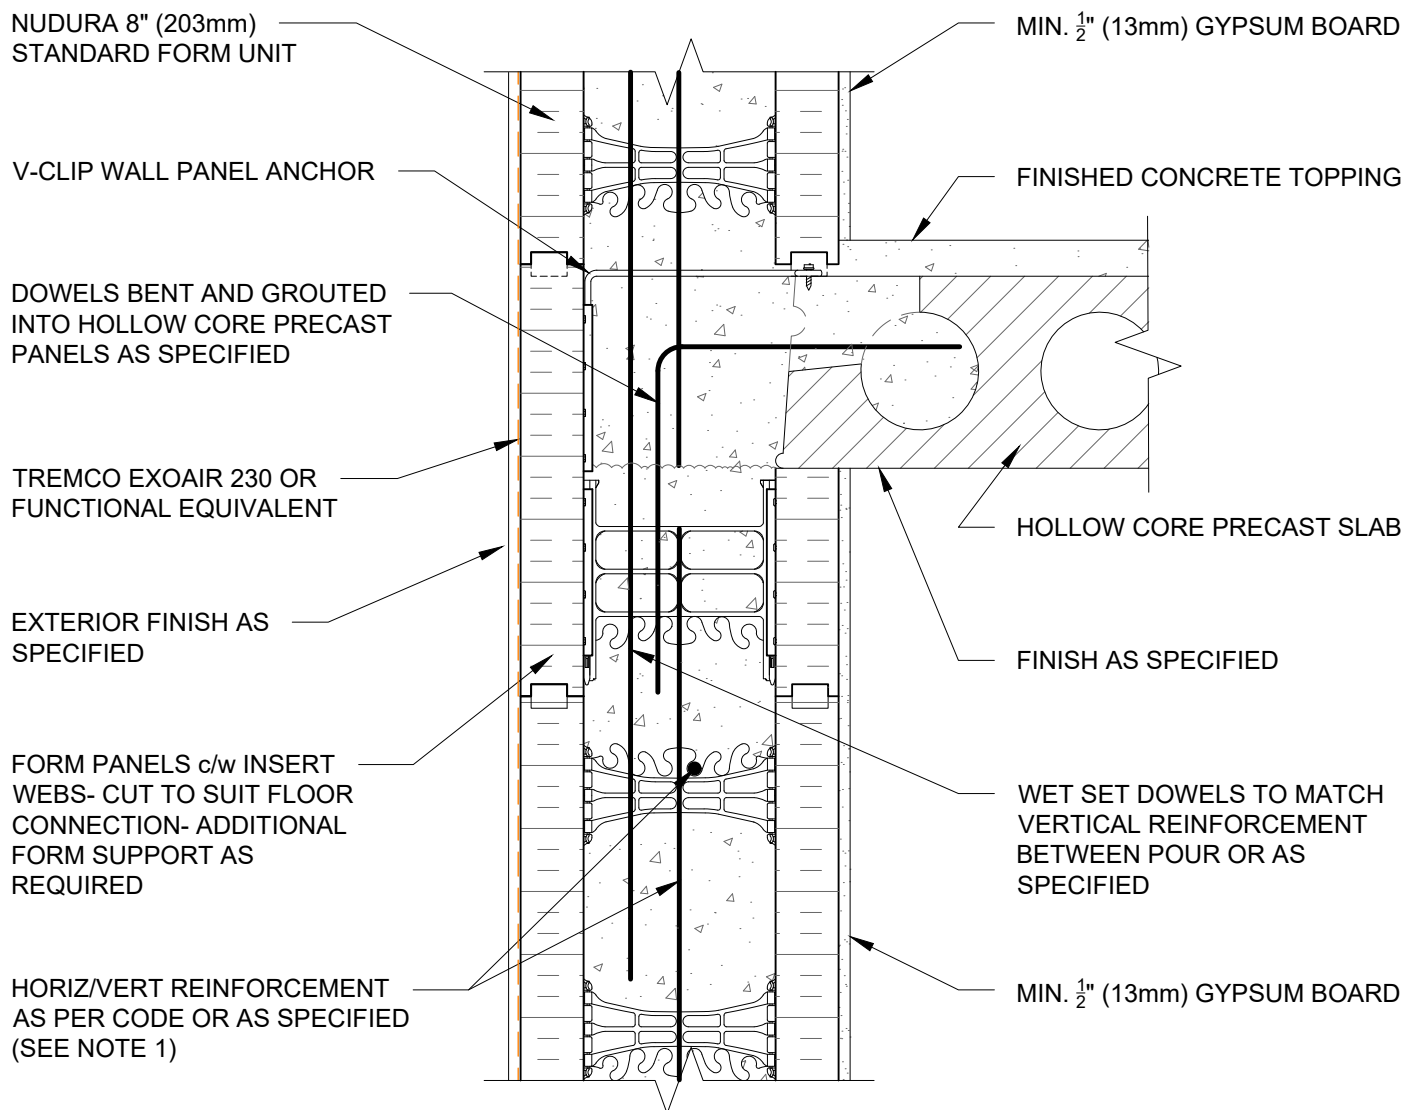 NUDURA 8" (203mm)
STANDARD FORM UNIT
V-CLIP WALL PANEL ANCHOR
DOWELS BENT AND GROUTED
INTO HOLLOW CORE PRECAST
PANELS AS SPECIFIED
TREMCO EXOAIR 230 OR
FUNCTIONAL EQUIVALENT
EXTERIOR FINISH AS
SPECIFIED
FORM PANELS c/w INSERT
WEBS- CUT TO SUIT FLOOR
CONNECTION- ADDITIONAL
FORM SUPPORT AS
REQUIRED
HORIZ/VERT REINFORCEMENT
AS PER CODE OR AS SPECIFIED
(SEE NOTE 1)
MIN. 1/2" (13mm) GYPSUM BOARD
FINISHED CONCRETE TOPPING
HOLLOW CORE PRECAST SLAB
FINISH AS SPECIFIED
WET SET DOWELS TO MATCH
VERTICAL REINFORCEMENT
BETWEEN POUR OR AS
SPECIFIED
MIN. 1/2" (13mm) GYPSUM BOARD